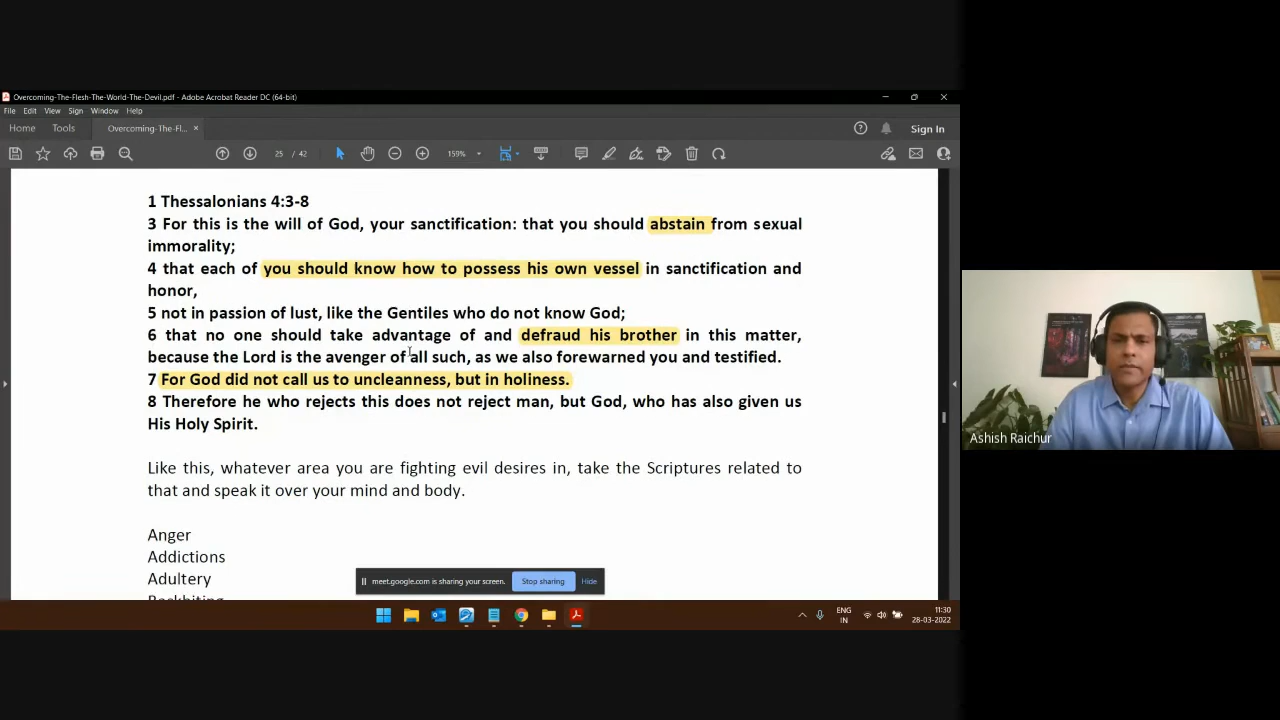 Overcoming-The-Flesh-The-World-The-Devil.pdf - Adobe Acrobat Reader DC (64-bit)
File Edit View Sign Window Help
Home Tools Overcoming-The-Fl... × Sign In
25 / 42 159%
1 Thessalonians 4:3-8
3 For this is the will of God, your sanctification: that you should abstain from sexual
immorality;
4 that each of you should know how to possess his own vessel in sanctification and
honor,
5 not in passion of lust, like the Gentiles who do not know God;
6 that no one should take advantage of and defraud his brother in this matter,
because the Lord is the avenger of all such, as we also forewarned you and testified.
7 For God did not call us to uncleanness, but in holiness.
8 Therefore he who rejects this does not reject man, but God, who has also given us
His Holy Spirit.
Like this, whatever area you are fighting evil desires in, take the Scriptures related to
that and speak it over your mind and body.
Anger
Addictions
Adultery
Backbiting
meet.google.com is sharing your screen. Stop sharing Hide
ENG
IN
11:30
28-03-2022
Ashish Raichur